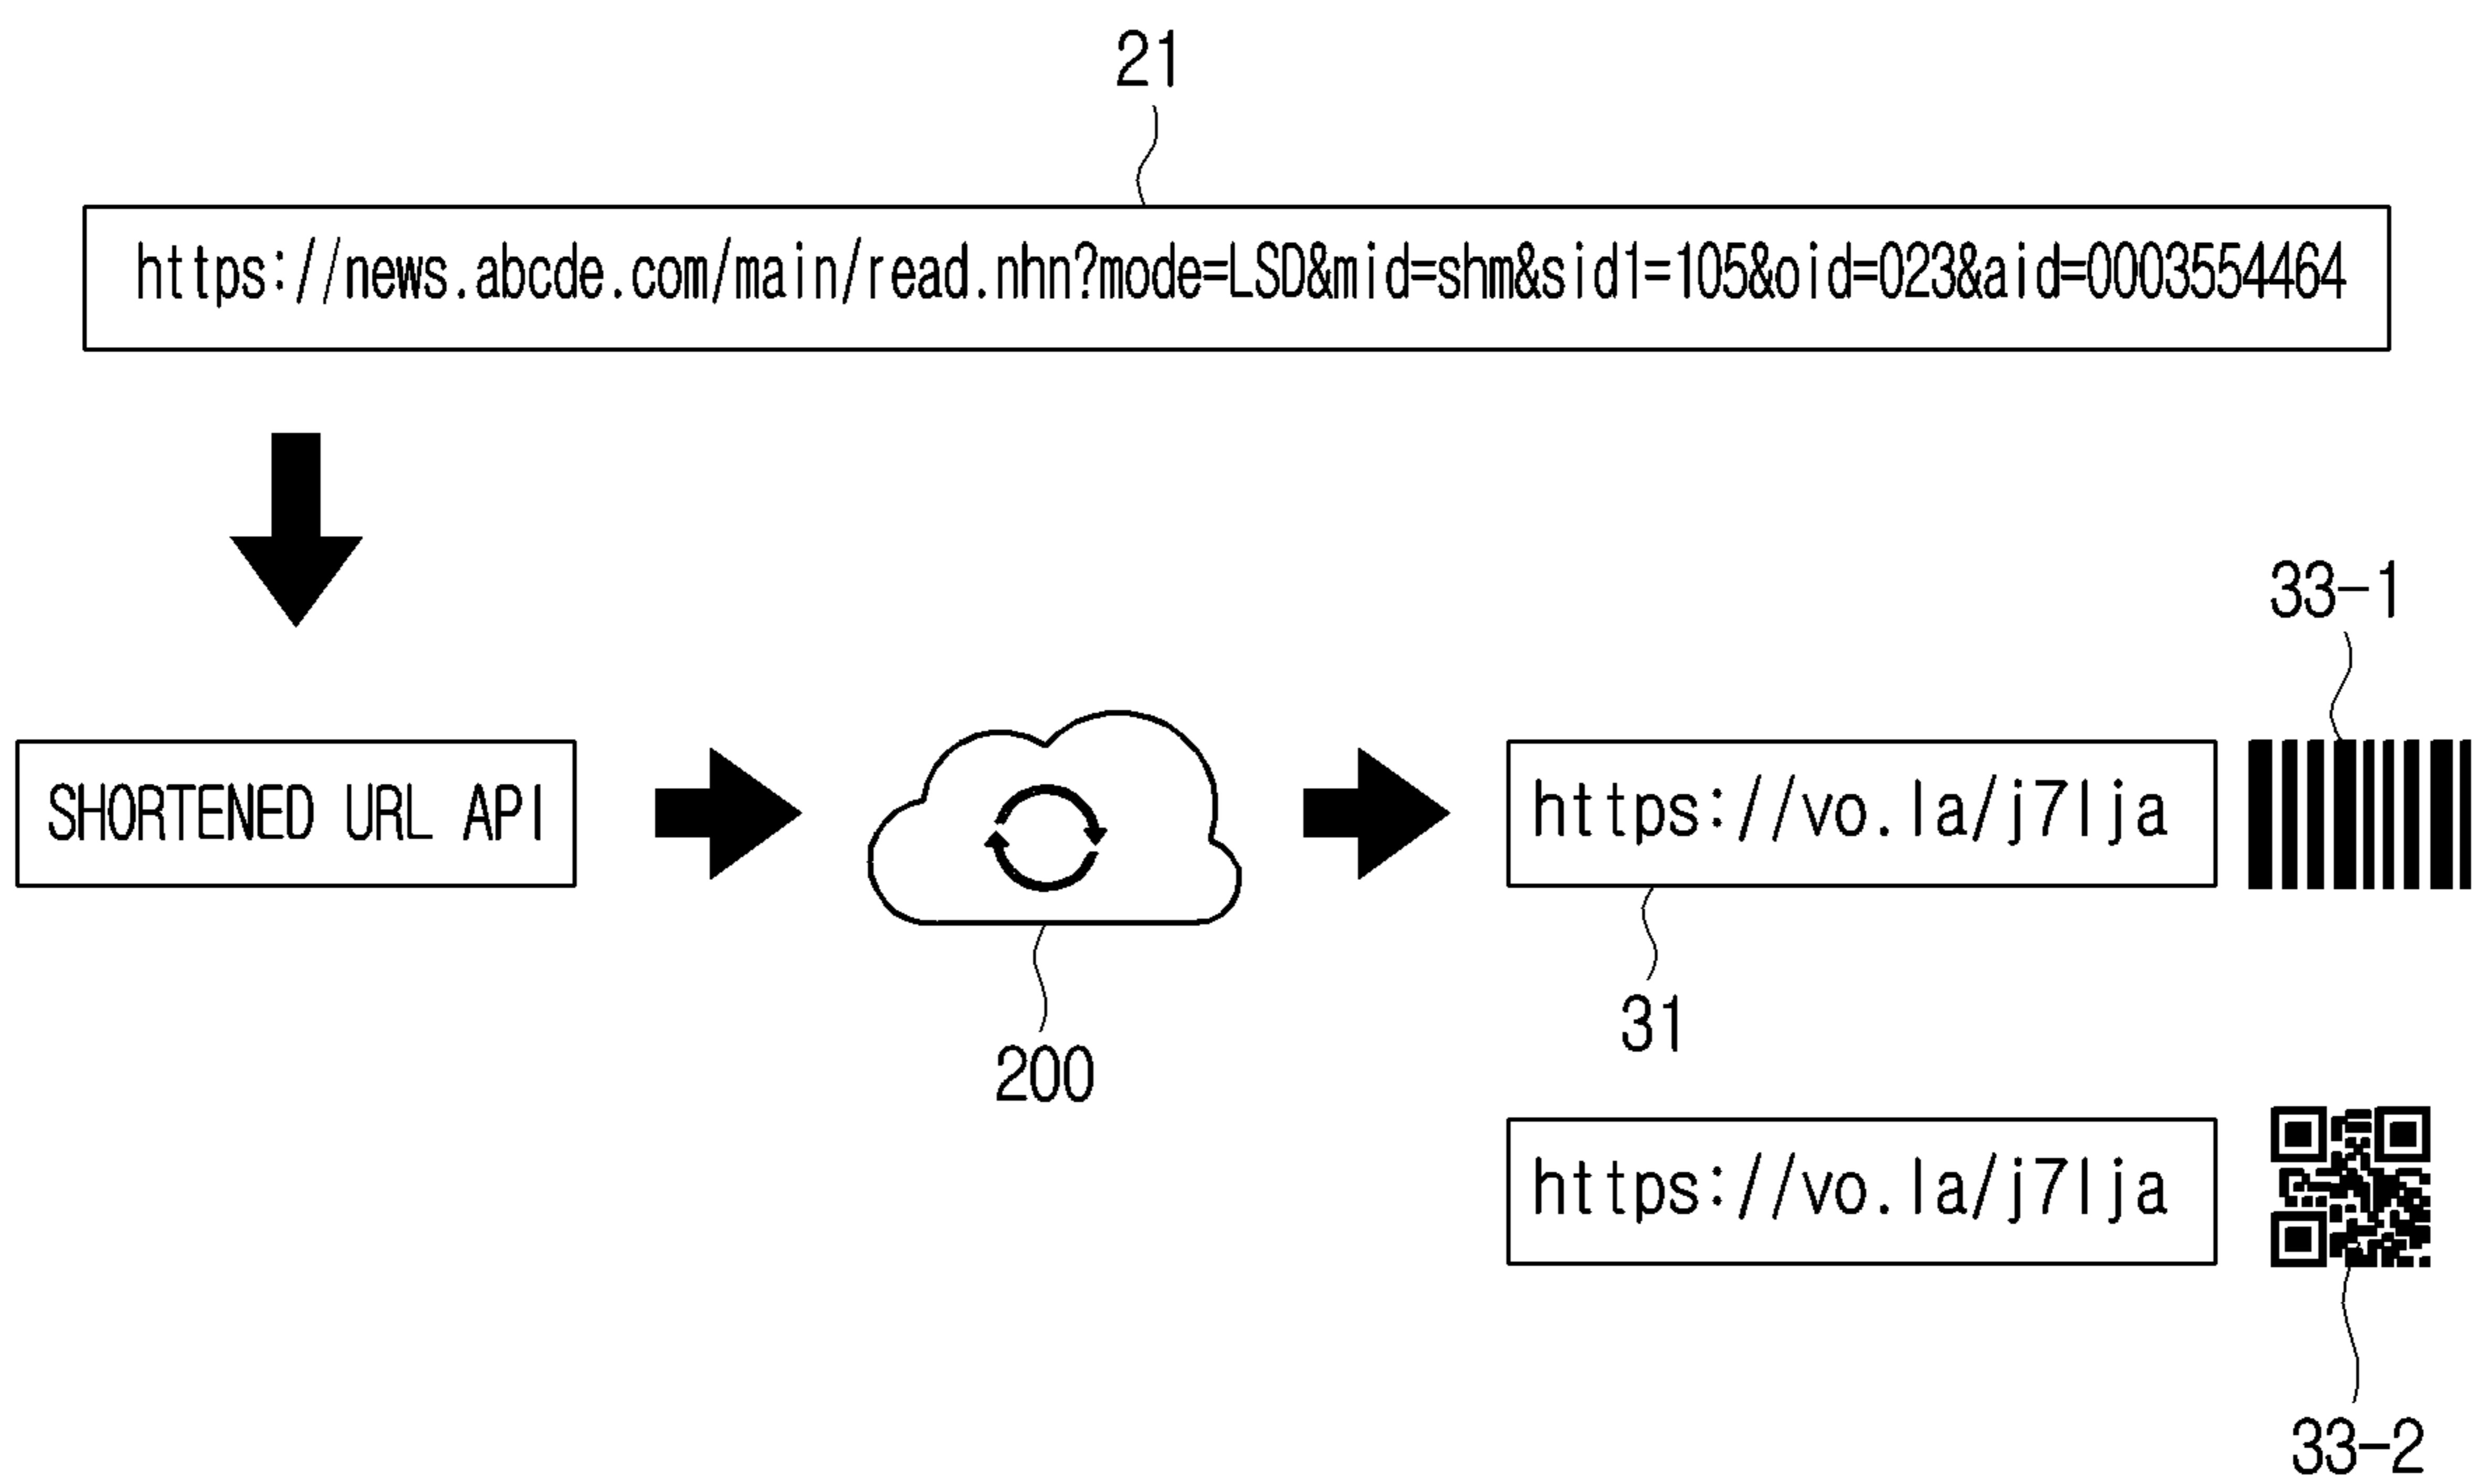 21
https://news.abcde.com/main/read.nhn?mode=LSD&mid=shm&sid1=105&oid=023&aid=0003554464
33-1
SHORTENED URL API
https://vo.la/j7lja
31
200
https://vo.la/j7lja
33-2